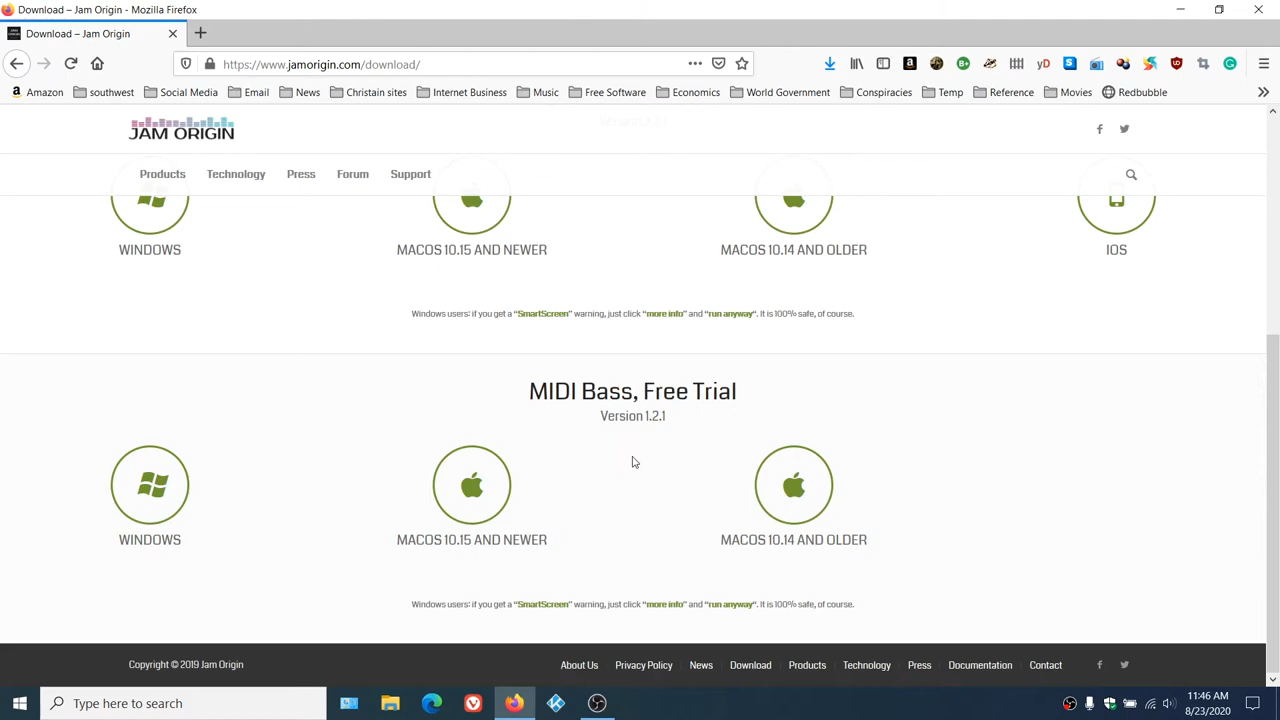 Download – Jam Origin - Mozilla Firefox
Download – Jam Origin
https://www.jamorigin.com/download/
Amazon southwest Social Media Email News Christain sites Internet Business Music Free Software Economics World Government Conspiracies Temp Reference Movies Redbubble
JAM ORIGIN
Version 1.2.1
Products Technology Press Forum Support
WINDOWS MACOS 10.15 AND NEWER MACOS 10.14 AND OLDER IOS
Windows users: if you get a “SmartScreen” warning, just click “more info” and “run anyway“. It is 100% safe, of course.
MIDI Bass, Free Trial
Version 1.2.1
WINDOWS MACOS 10.15 AND NEWER MACOS 10.14 AND OLDER
Windows users: if you get a “SmartScreen” warning, just click “more info” and “run anyway“. It is 100% safe, of course.
Copyright © 2019 Jam Origin About Us Privacy Policy News Download Products Technology Press Documentation Contact
Type here to search
11:46 AM
8/23/2020